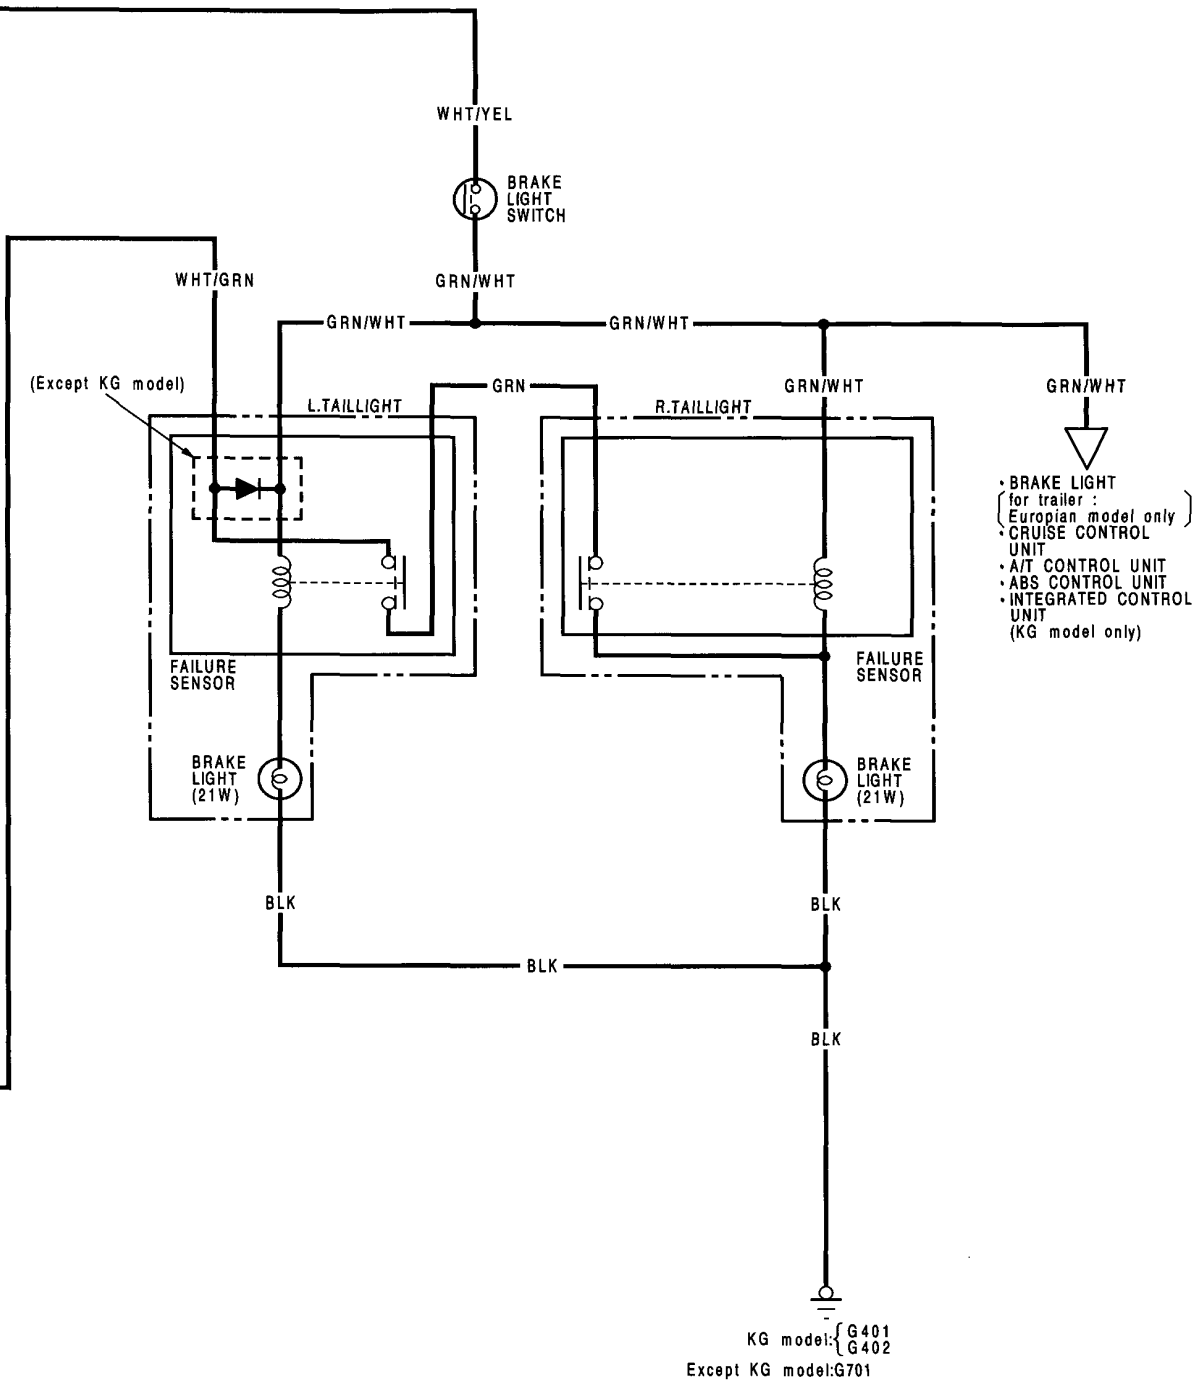 WHT/YEL
BRAKE
LIGHT
SWITCH
WHT/GRN
GRN/WHT
GRN/WHT
GRN/WHT
(Except KG model)
GRN
GRN/WHT
GRN/WHT
L.TAILLIGHT
R.TAILLIGHT
• BRAKE LIGHT
for trailer :
Europian model only
• CRUISE CONTROL
UNIT
• A/T CONTROL UNIT
• ABS CONTROL UNIT
• INTEGRATED CONTROL
UNIT
(KG model only)
FAILURE
SENSOR
FAILURE
SENSOR
BRAKE
LIGHT
(21W)
BRAKE
LIGHT
(21W)
BLK
BLK
BLK
BLK
KG model:{G401
G402
Except KG model:G701